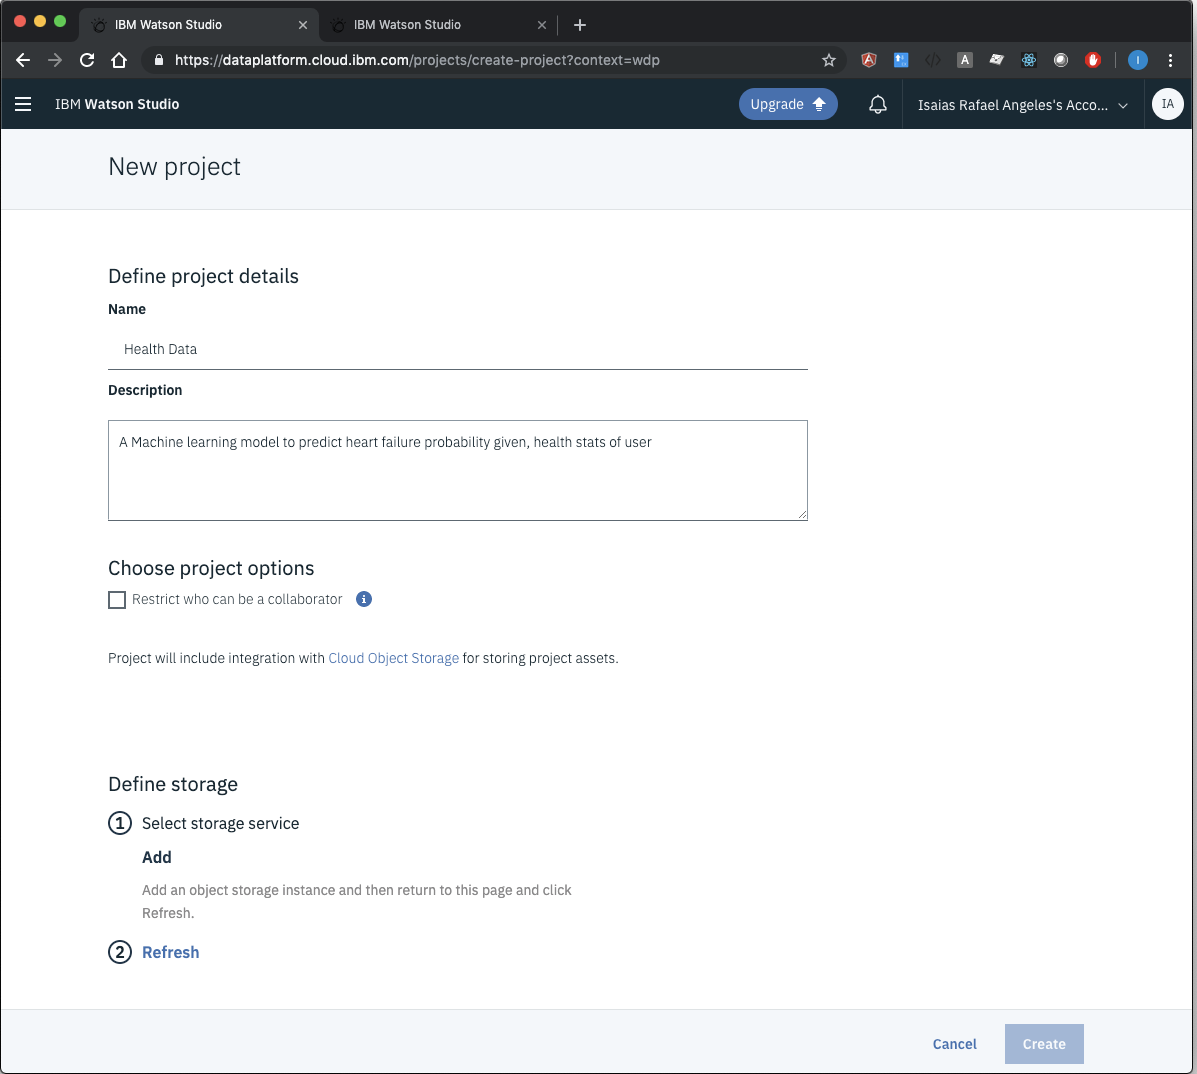 IBM Watson Studio
IBM Watson Studio
https://dataplatform.cloud.ibm.com/projects/create-project?context=wdp
A
A
I
IBM Watson Studio
Upgrade
Isaias Rafael Angeles's Acco...
IA
New project
Define project details
Name
Health Data
Description
A Machine learning model to predict heart failure probability given, health stats of user
Choose project options
Restrict who can be a collaborator
i
Project will include integration with Cloud Object Storage for storing project assets.
Define storage
1 Select storage service
Add
Add an object storage instance and then return to this page and click
Refresh.
2 Refresh
Cancel
Create